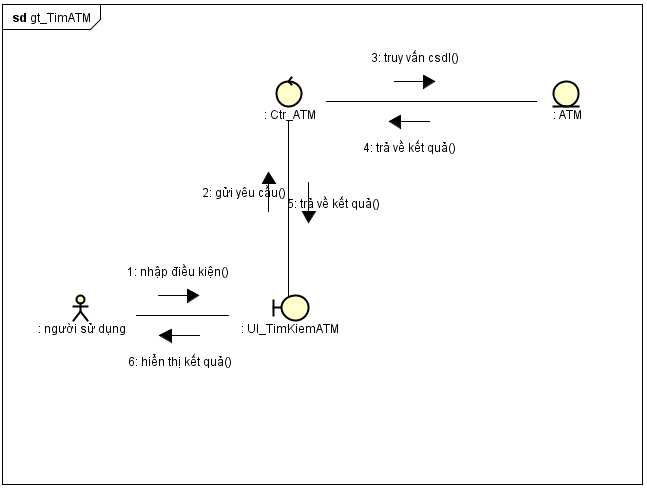 sd gt_TimATM
3: truy vấn csdl()
: Ctr_ATM
: ATM
4: trả về kết quả()
2: gửi yêu cầu()
5: trả về kết quả()
1: nhập điều kiện()
: người sử dụng
: UI_TimKiemATM
6: hiển thị kết quả()